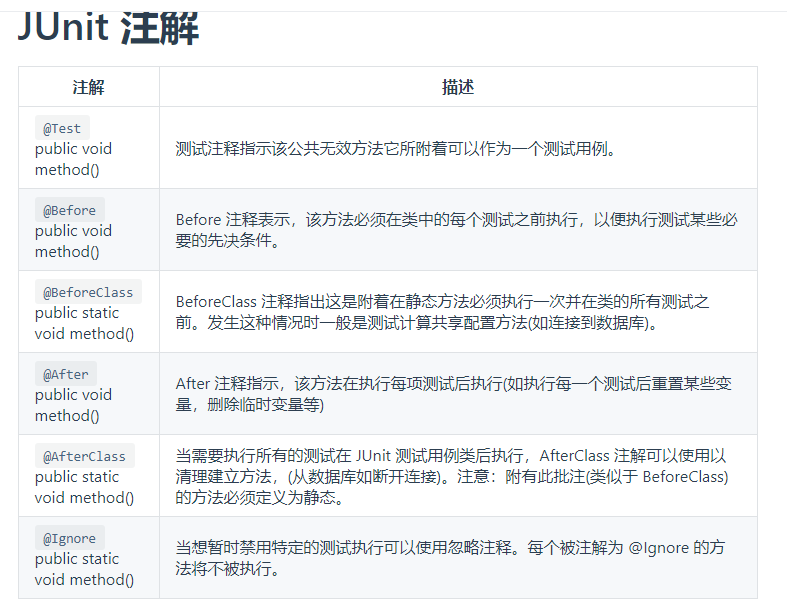 JUnit 注解
注解 描述
@Test
public void
method()
测试注释指示该公共无效方法它所附着可以作为一个测试用例。
@Before
public void
method()
Before 注释表示，该方法必须在类中的每个测试之前执行，以便执行测试某些必
要的先决条件。
@BeforeClass
public static
void method()
BeforeClass 注释指出这是附着在静态方法必须执行一次并在类的所有测试之
前。发生这种情况时一般是测试计算共享配置方法(如连接到数据库)。
@After
public void
method()
After 注释指示，该方法在执行每项测试后执行(如执行每一个测试后重置某些变
量，删除临时变量等)
@AfterClass
public static
void method()
当需要执行所有的测试在 JUnit 测试用例类后执行，AfterClass 注解可以使用以
清理建立方法，(从数据库如断开连接)。注意：附有此批注(类似于 BeforeClass)
的方法必须定义为静态。
@Ignore
public static
void method()
当想暂时禁用特定的测试执行可以使用忽略注释。每个被注解为 @Ignore 的方
法将不被执行。